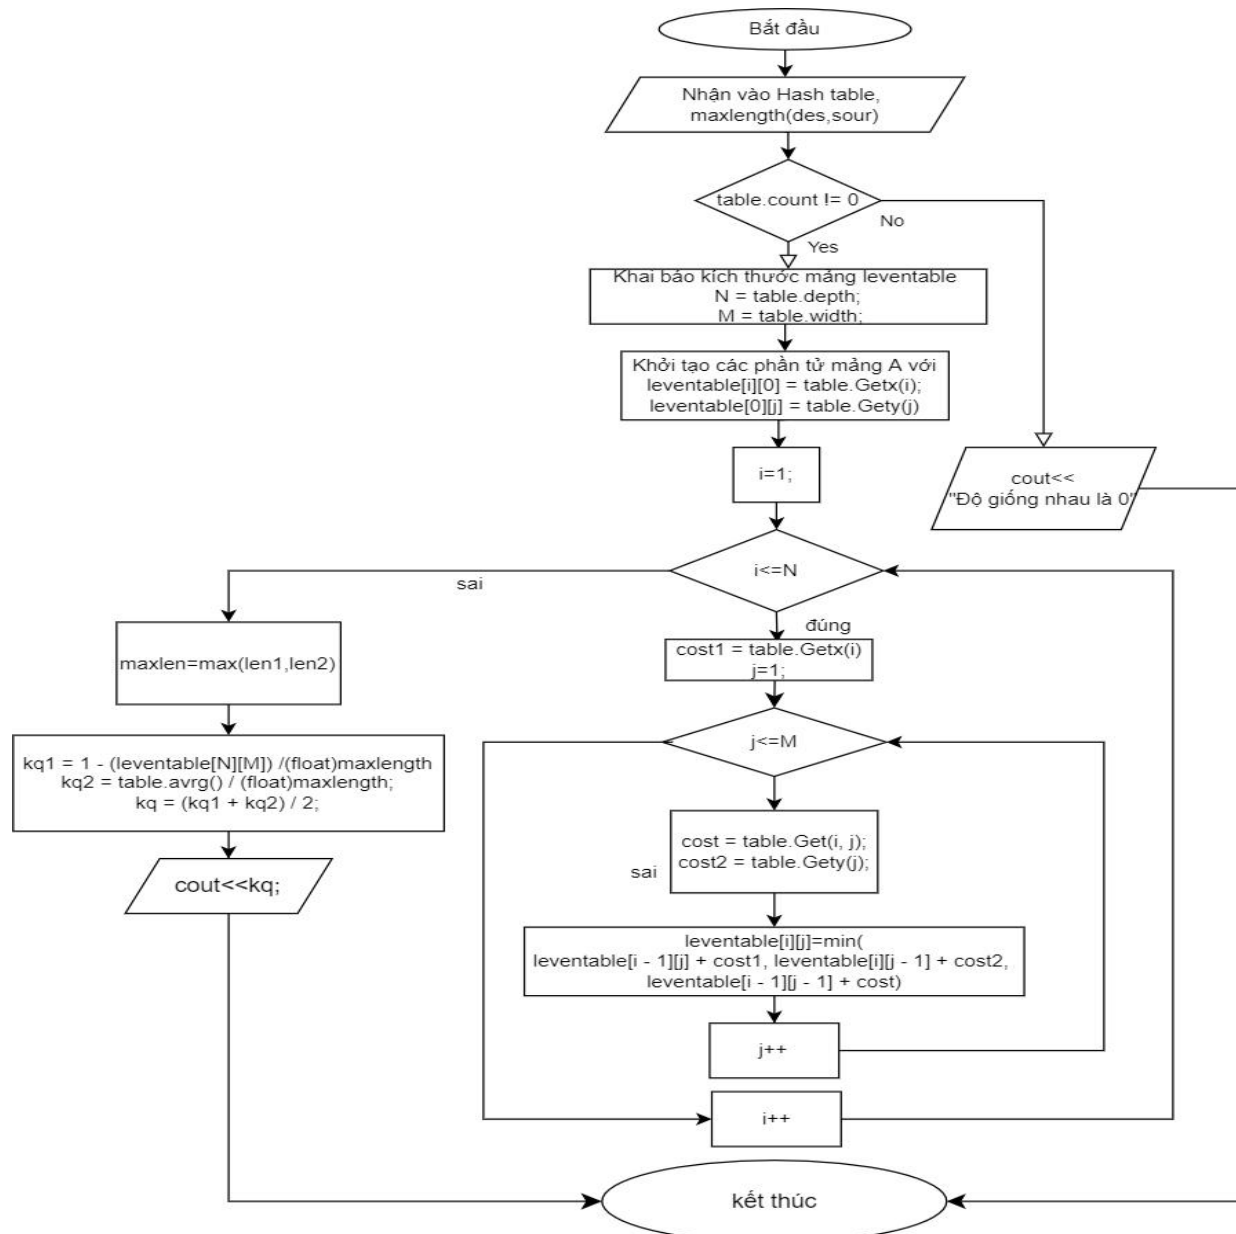 Bắt đầu
Nhận vào Hash table,
maxlength(des,sour)
table.count != 0
No
Yes
Khai báo kích thước mảng leventable
N = table.depth;
M = table.width;
Khởi tạo các phần tử mảng A với
leventable[i][0] = table.Getx(i);
leventable[0][j] = table.Gety(j)
i=1;
cout<<
"Độ giống nhau là 0"
i<=N
sai
đúng
maxlen=max(len1,len2)
cost1 = table.Getx(i)
j=1;
j<=M
kq1 = 1 - (leventable[N][M]) /(float)maxlength
kq2 = table.avrg() / (float)maxlength;
kq = (kq1 + kq2) / 2;
cost = table.Get(i, j);
cost2 = table.Gety(j);
sai
cout<<kq;
leventable[i][j]=min(
leventable[i - 1][j] + cost1, leventable[i][j - 1] + cost2,
leventable[i - 1][j - 1] + cost)
j++
i++
kết thúc